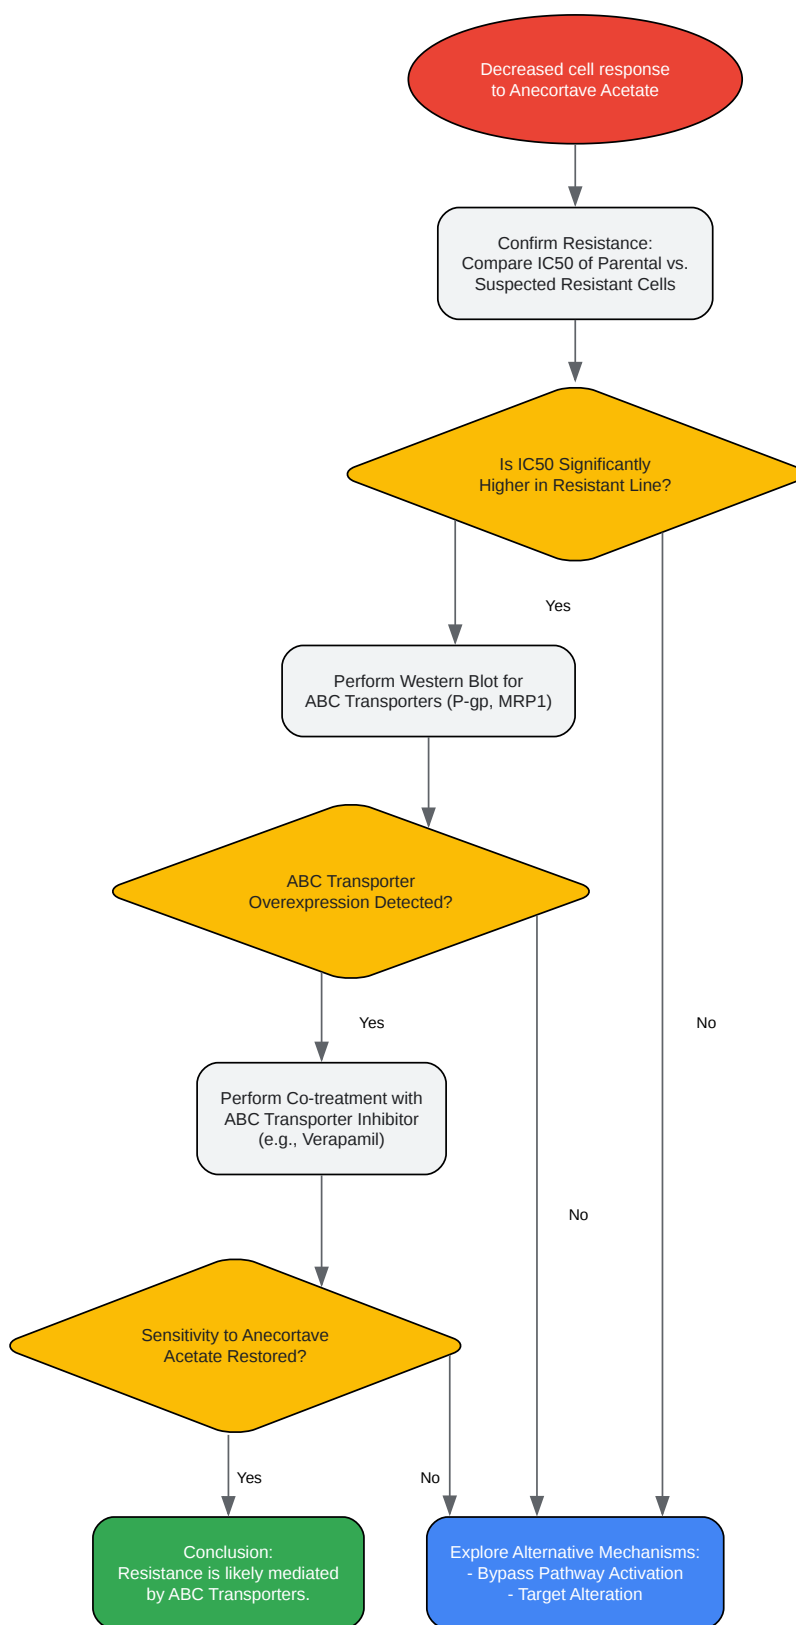 Decreased cell response
to Anecortave Acetate
Confirm Resistance:
Compare IC50 of Parental vs.
Suspected Resistant Cells
Is IC50 Significantly
Higher in Resistant Line?
Yes
Perform Western Blot for
ABC Transporters (P-gp, MRP1)
ABC Transporter
Overexpression Detected?
Yes
No
Perform Co-treatment with
ABC Transporter Inhibitor
(e.g., Verapamil)
No
Sensitivity to Anecortave
Acetate Restored?
Yes
No
Conclusion:
Resistance is likely mediated
by ABC Transporters.
Explore Alternative Mechanisms:
- Bypass Pathway Activation
- Target Alteration